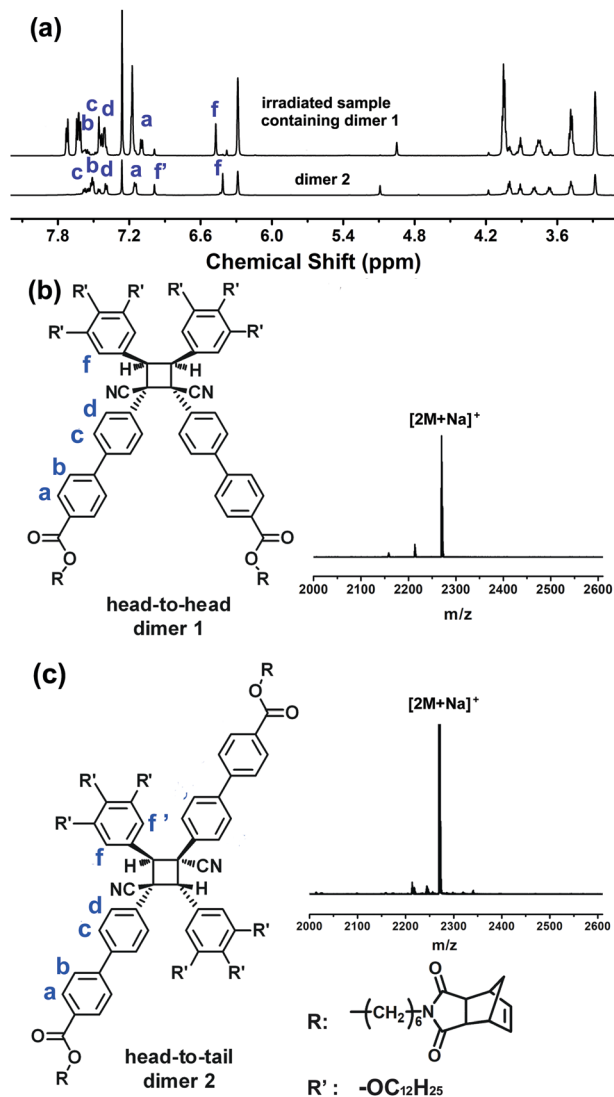 (a)
c
b
d
a
f
irradiated sample
containing dimer 1
c
b
d
a
f'
f
dimer 2
7.8 7.2 6.6 6.0 5.4 4.8 4.2 3.6
Chemical Shift (ppm)
(b)
R' R' R' R' R' R'
f
H H
NC CN
d
c
b
a
O O
O O
R R
head-to-head
dimer 1
[2M+Na]+
2000 2100 2200 2300 2400 2500 2600
m/z
(c)
R
O
O
R'
R' R'
f '
f
H CN
NC H
d
c
b
a
R'
R' R'
O
O
R
head-to-tail
dimer 2
[2M+Na]+
2000 2100 2200 2300 2400 2500 2600
m/z
R: (CH2)6 N O O
R' : -OC12H25